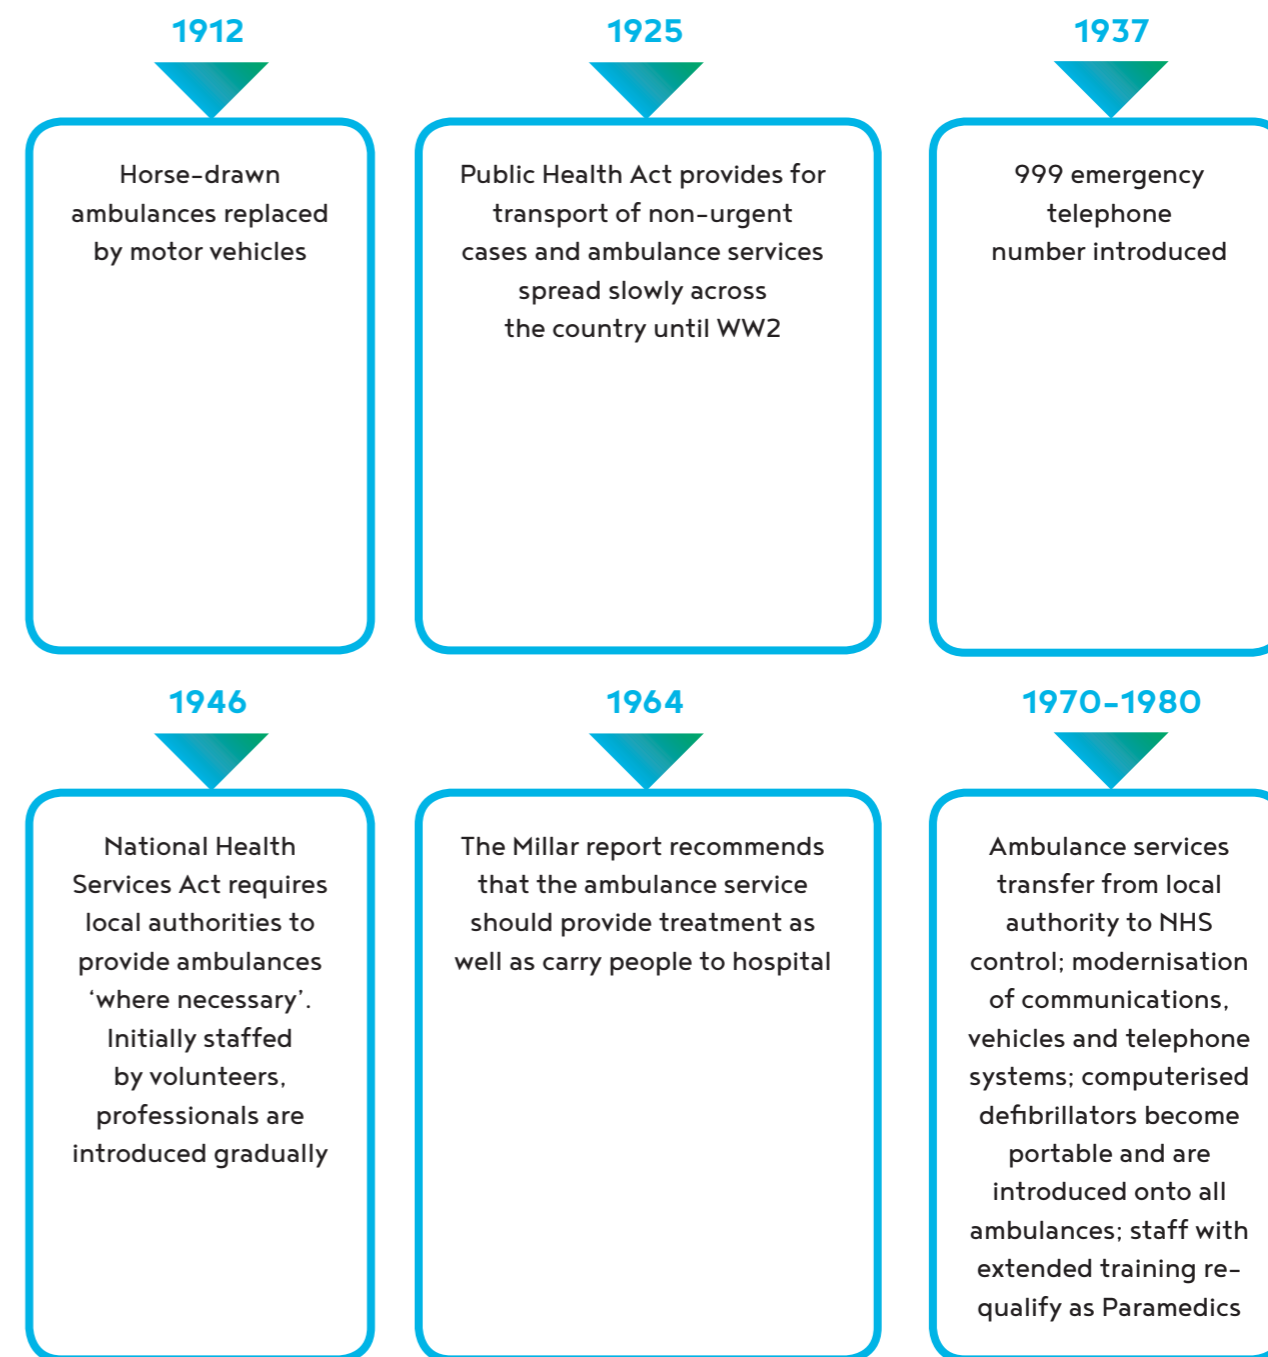 1912
Horse-drawn
ambulances replaced
by motor vehicles
1925
Public Health Act provides for
transport of non-urgent
cases and ambulance services
spread slowly across
the country until WW2
1937
999 emergency
telephone
number introduced
1946
National Health
Services Act requires
local authorities to
provide ambulances
‘where necessary’.
Initially staffed
by volunteers,
professionals are
introduced gradually
1964
The Millar report recommends
that the ambulance service
should provide treatment as
well as carry people to hospital
1970-1980
Ambulance services
transfer from local
authority to NHS
control; modernisation
of communications,
vehicles and telephone
systems; computerised
defibrillators become
portable and are
introduced onto all
ambulances; staff with
extended training re-
qualify as Paramedics